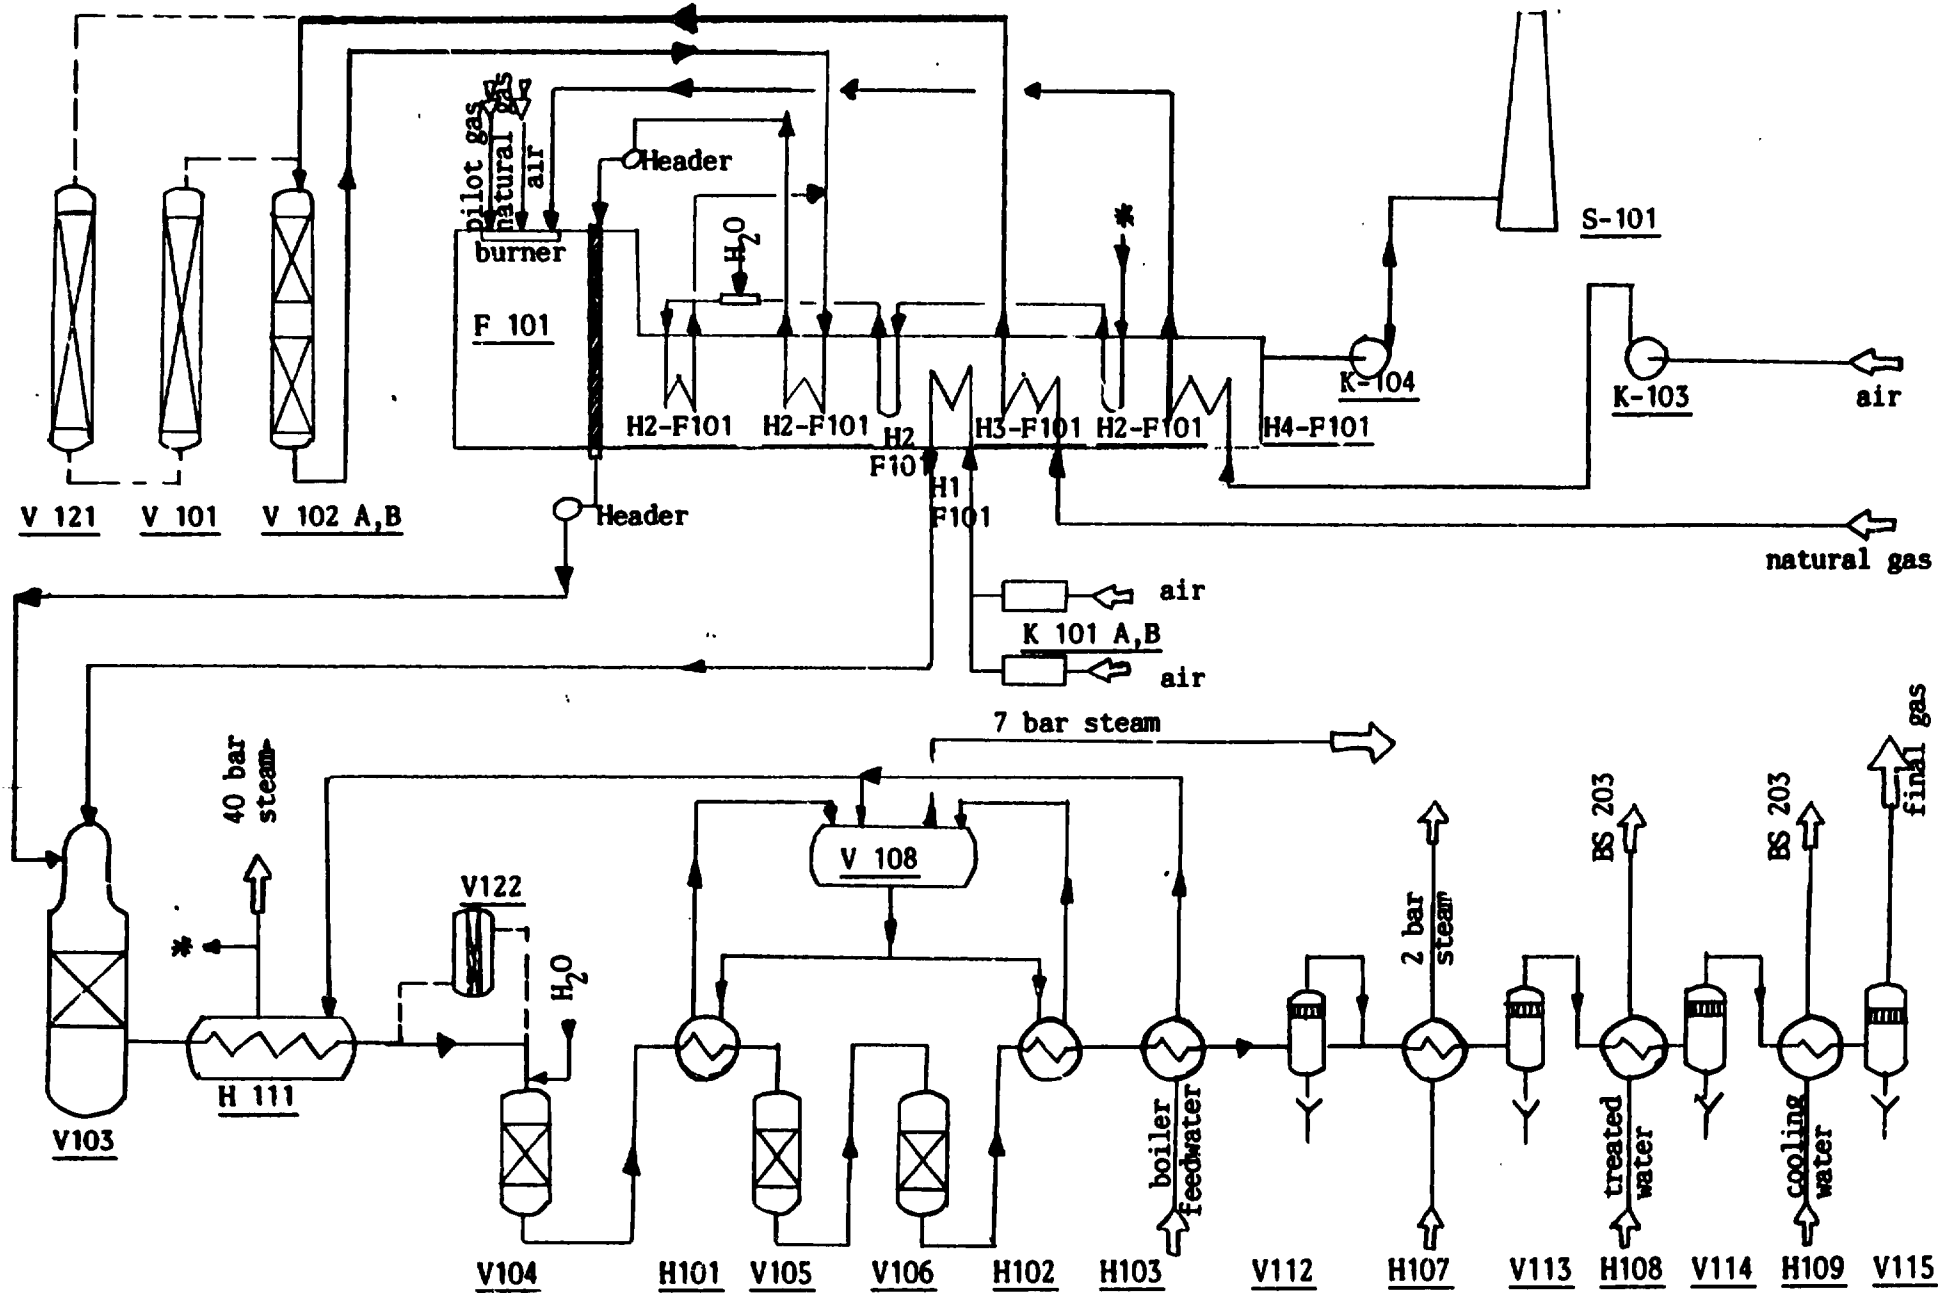 pilot gas
natural gas
air
Header
burner
H2O
*
S-101
F 101
K-104
K-103
air
H2-F101
H2-F101
H2
F101
H3-F101
H2-F101
H4-F101
H1
F101
V 121
V 101
V 102 A,B
Header
natural gas
air
K 101 A,B
air
7 bar steam
40 bar
steam
final gas
BS 203
BS 203
V 108
V122
2 bar
steam
*
H2O
H 111
V103
boiler
feedwater
treated
water
cooling
water
V104
H101
V105
V106
H102
H103
V112
H107
V113
H108
V114
H109
V115